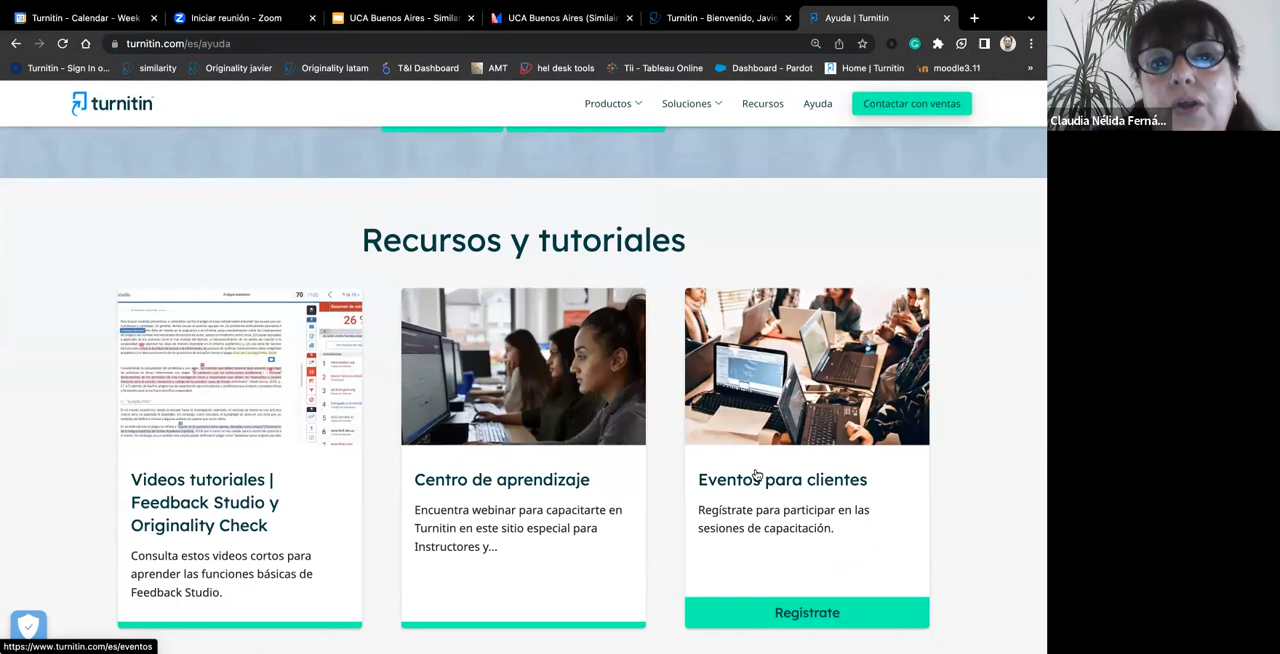 Turnitin - Calendar - Week
Iniciar reunión - Zoom
UCA Buenos Aires - Simila
UCA Buenos Aires (Similair
Turnitin - Bienvenido, Javie
Ayuda | Turnitin
turnitin.com/es/ayuda
Turnitin - Sign In o...
similarity
Originality javier
Originality latam
T&I Dashboard
AMT
hel desk tools
Tii - Tableau Online
Dashboard - Pardot
Home | Turnitin
moodle3.11
»
turnitin
Productos
Soluciones
Recursos
Ayuda
Contactar con ventas
Claudia Nélida Ferná...
Recursos y tutoriales
Videos tutoriales |
Feedback Studio y
Originality Check
Consulta estos videos cortos para
aprender las funciones básicas de
Feedback Studio.
Centro de aprendizaje
Encuentra webinar para capacitarte en
Turnitin en este sitio especial para
Instructores y...
Eventos para clientes
Regístrate para participar en las
sesiones de capacitación.
Regístrate
https://www.turnitin.com/es/eventos